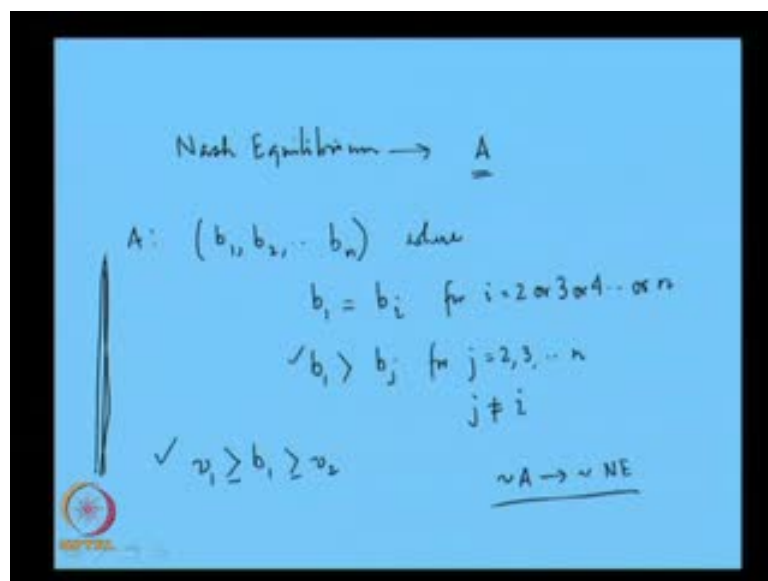 Nash Equilibrium → A
A: (b₁, b₂, .. bₙ) where
b₁ = bᵢ for i = 2 or 3 or 4 .. or n
✓b₁ > bⱼ for j = 2, 3, .. n
j ≠ i
✓ v₁ ≥ b₁ ≥ v₂
~A → ~ NE
NPTEL